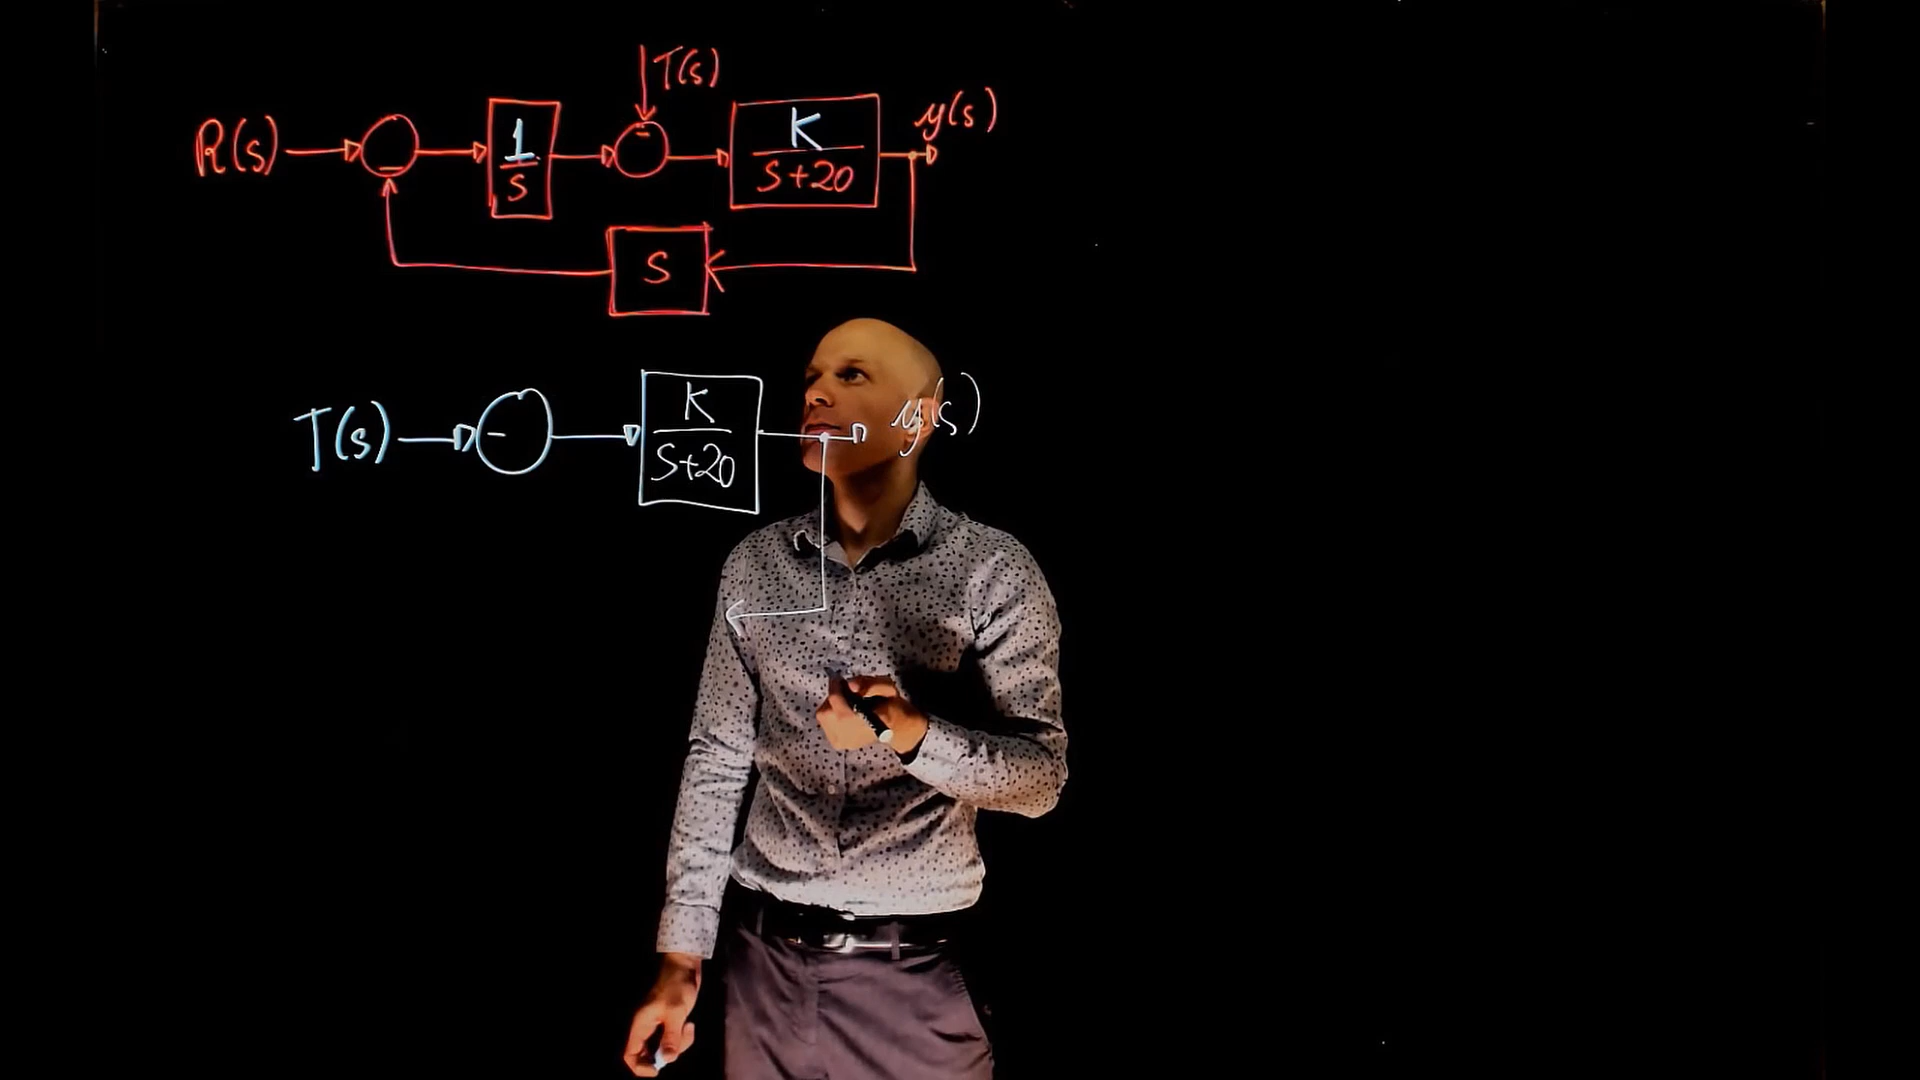 T(s)
R(s) - 1/s - K/(s+20) y(s)
s
T(s) - K/(s+20) y(s)